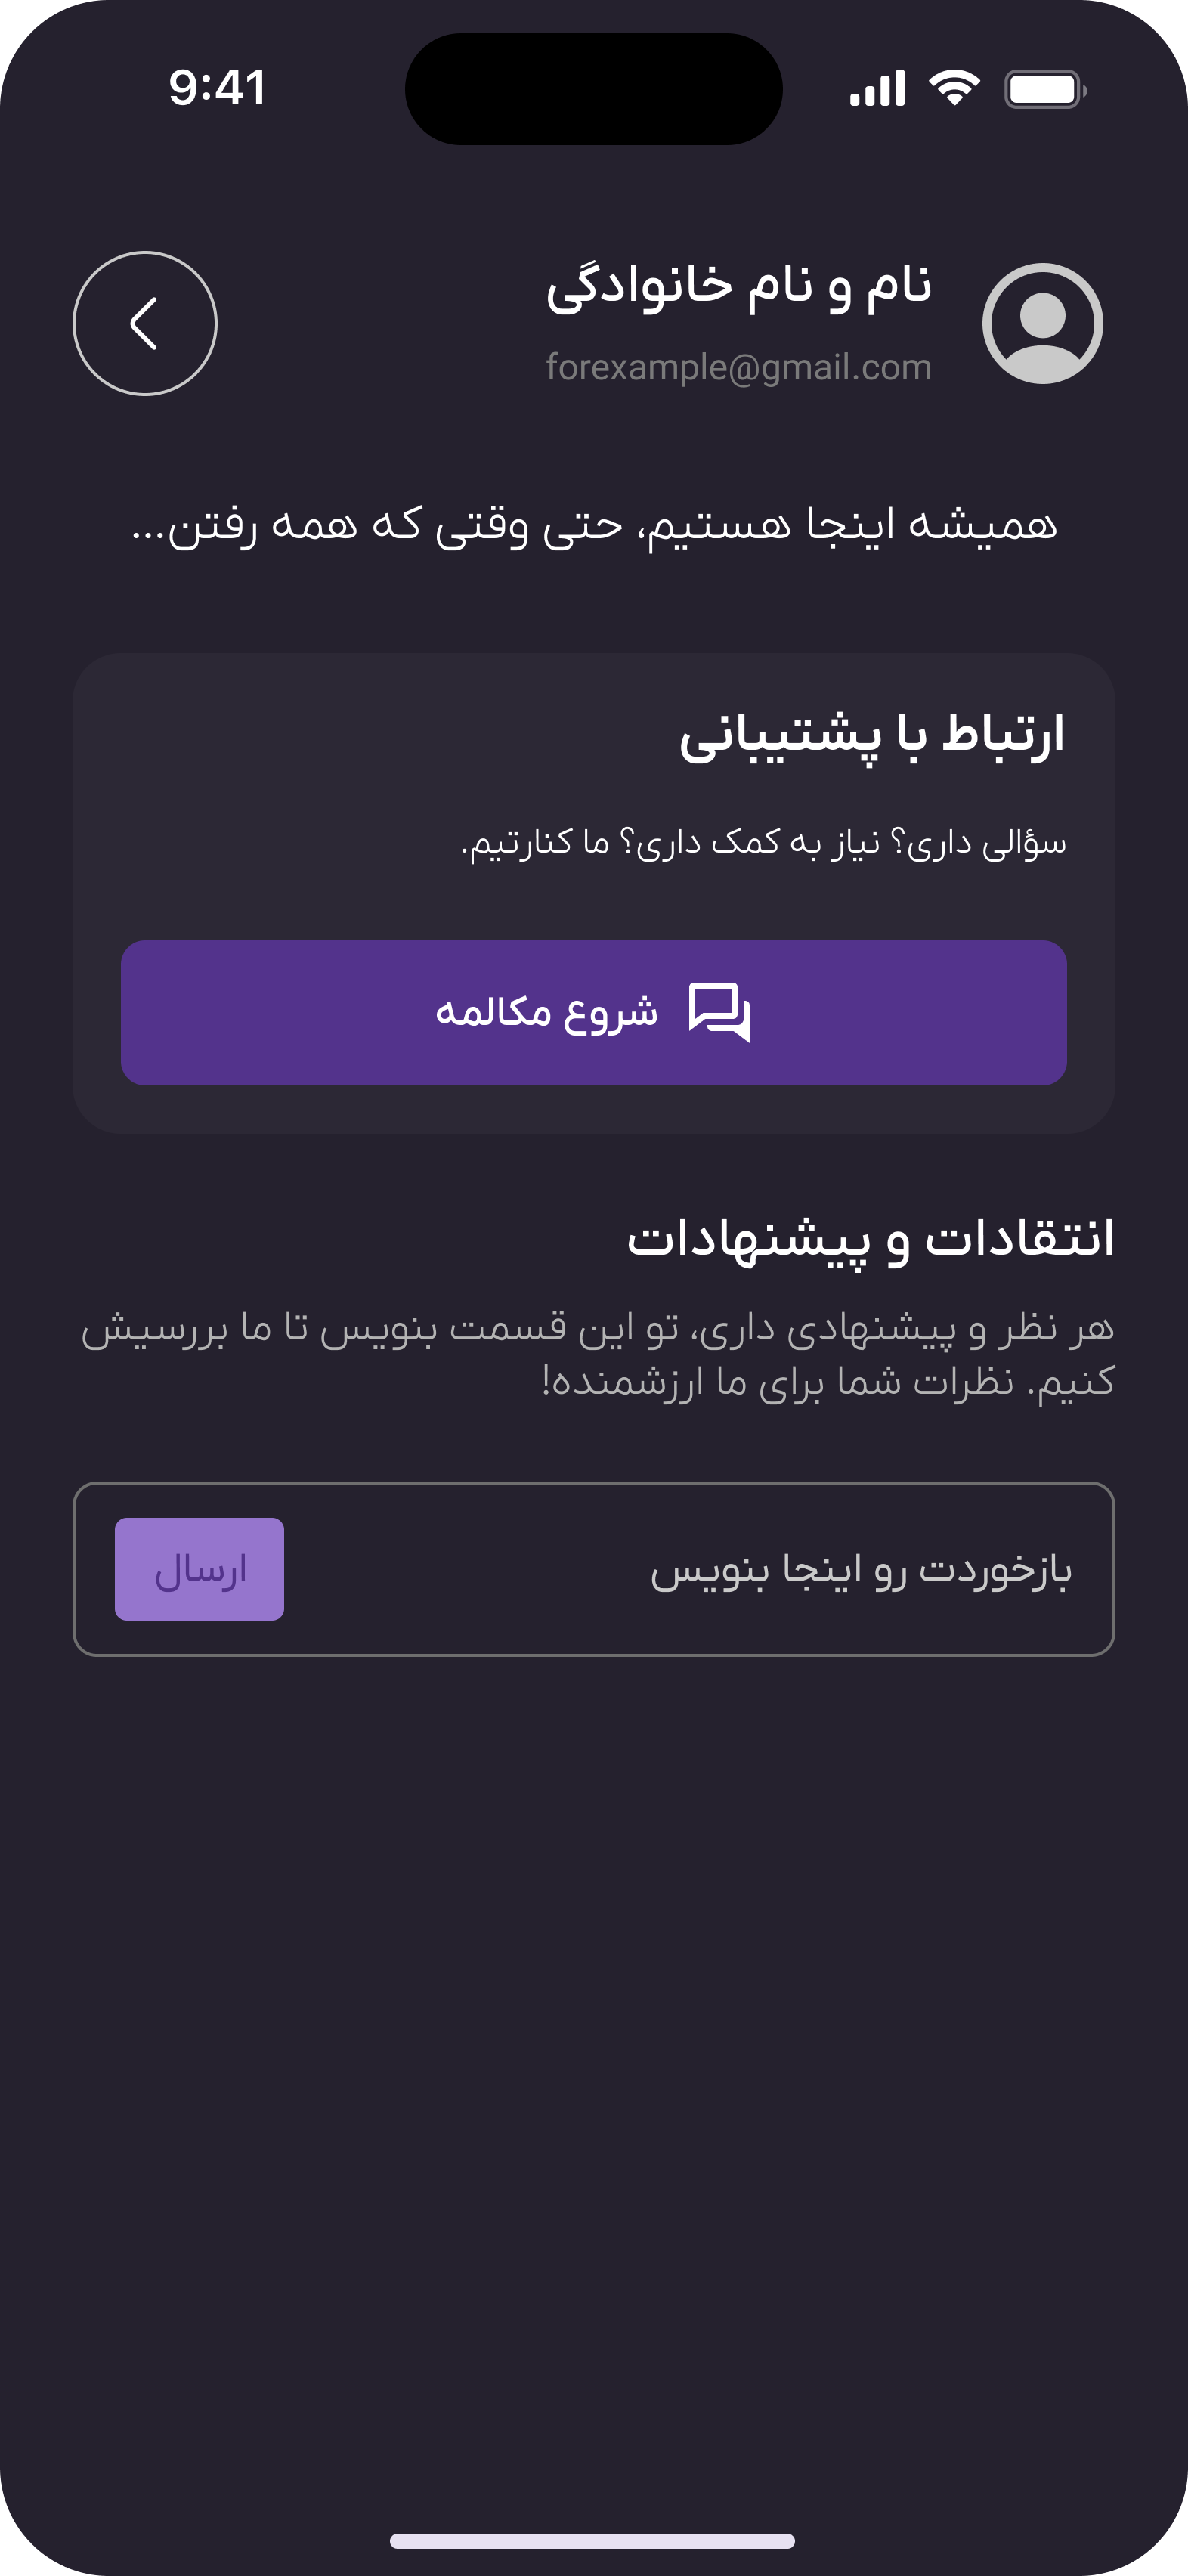 9:41
نام و نام خانوادگی
forexample@gmail.com
همیشه اینجا هستیم، حتی وقتی که همه رفتن...
ارتباط با پشتیبانی
سؤالی داری؟ نیاز به کمک داری؟ ما کنارتیم.
شروع مکالمه
انتقادات و پیشنهادات
هر نظر و پیشنهادی داری، تو این قسمت بنویس تا ما بررسیش
کنیم. نظرات شما برای ما ارزشمنده!
بازخوردت رو اینجا بنویس
ارسال